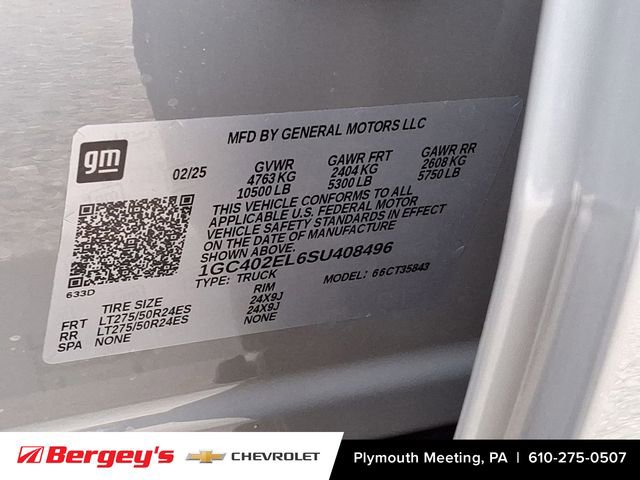 gm
MFD BY GENERAL MOTORS LLC
02/25 GVWR GAWR FRT GAWR RR
4763 KG 2404 KG 2608 KG
10500 LB 5300 LB 5750 LB
THIS VEHICLE CONFORMS TO ALL
APPLICABLE U.S. FEDERAL MOTOR
VEHICLE SAFETY STANDARDS IN EFFECT
ON THE DATE OF MANUFACTURE
SHOWN ABOVE.
1GC402EL6SU408496
TYPE: TRUCK MODEL: 66CT35843
633D
TIRE SIZE RIM
FRT LT275/50R24ES 24X9J
RR LT275/50R24ES 24X9J
SPA NONE NONE
Bergey's CHEVROLET Plymouth Meeting, PA | 610-275-0507